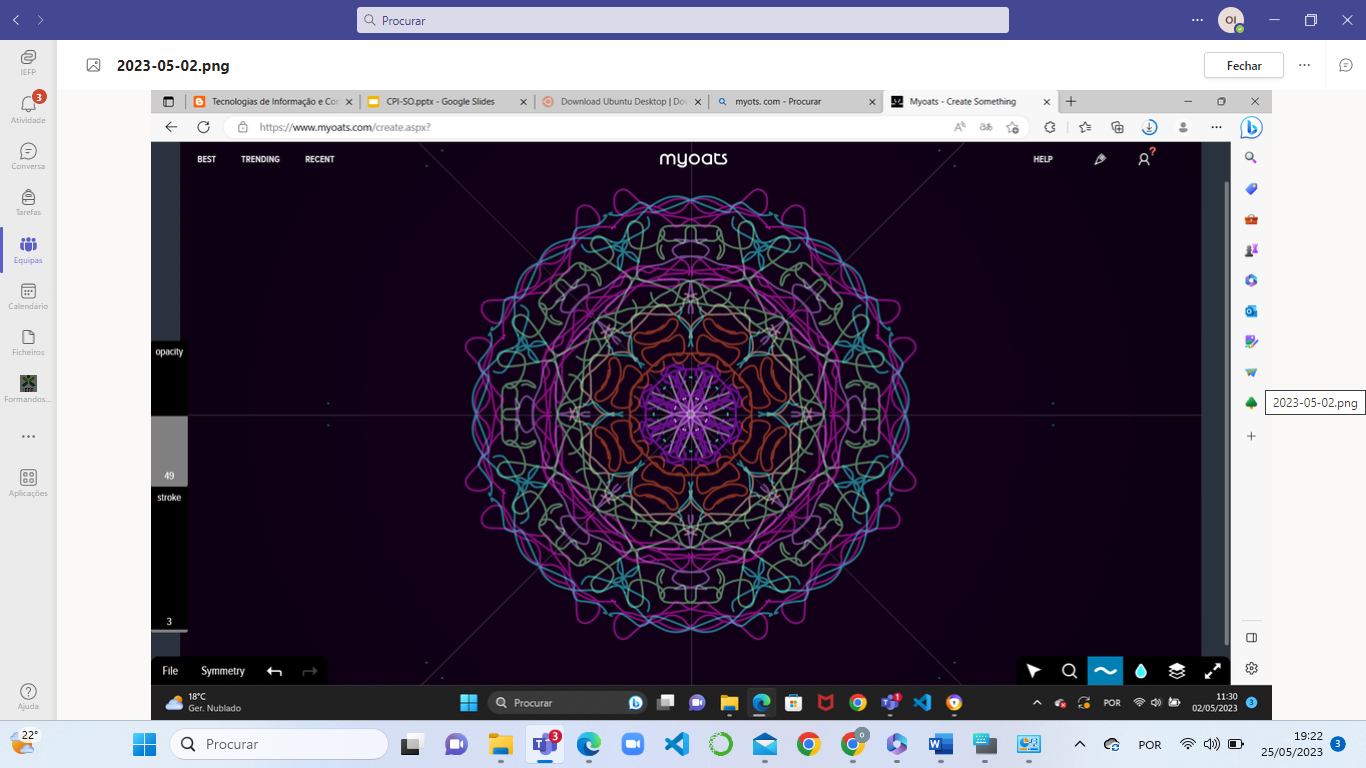 Procurar
OI
IEFP
2023-05-02.png
Fechar
3
Atividade
Conversa
Tarefas
Equipas
Calendário
Ficheiros
Formandos...
Aplicações
Ajuda
Tecnologias de Informação e Co
CPI-SO.pptx - Google Slides
Download Ubuntu Desktop | Do
myots. com - Procurar
Myoats - Create Something
https://www.myoats.com/create.aspx?
BEST
TRENDING
RECENT
myoats
HELP
?
opacity
49
stroke
3
2023-05-02.png
File
Symmetry
18°C
Ger. Nublado
Procurar
1
POR
11:30
02/05/2023
3
22°
Procurar
3
POR
19:22
25/05/2023
3